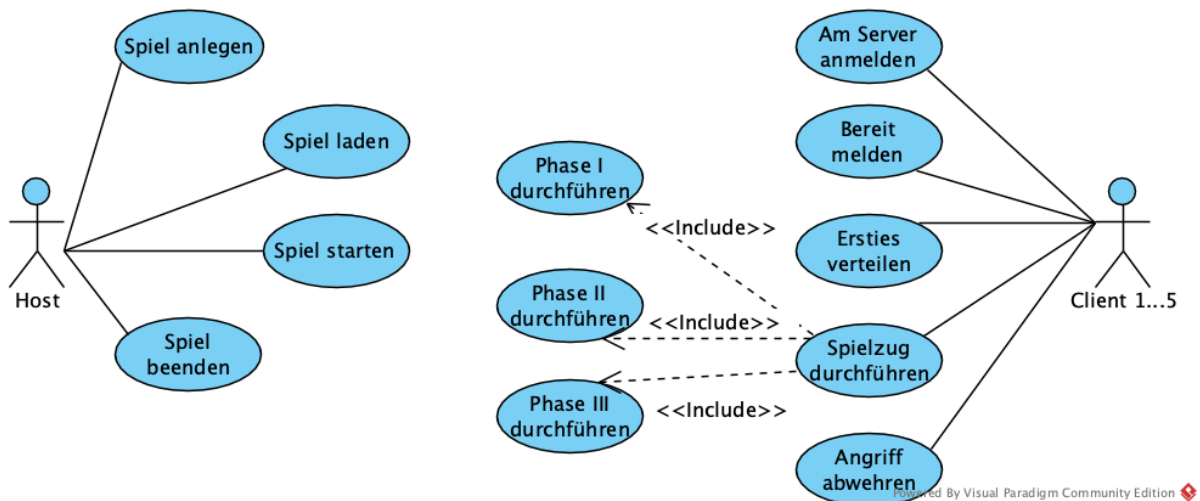 Spiel anlegen
Spiel laden
Spiel starten
Spiel
beenden
Host
Phase I
durchführen
Phase II
durchführen
Phase III
durchführen
<<Include>>
<<Include>>
<<Include>>
Am Server
anmelden
Bereit
melden
Ersties
verteilen
Spielzug
durchführen
Angriff
abwehren
Client 1...5
Powered By Visual Paradigm Community Edition